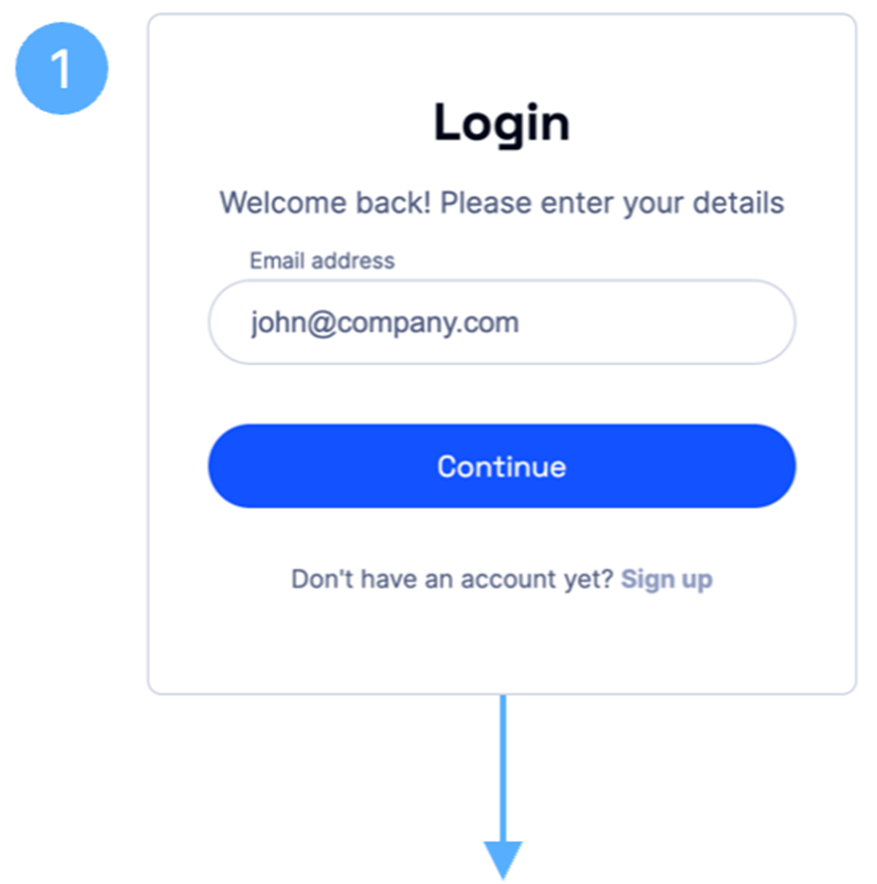 1
Login
Welcome back! Please enter your details
Email address
john@company.com
Continue
Don't have an account yet? Sign up